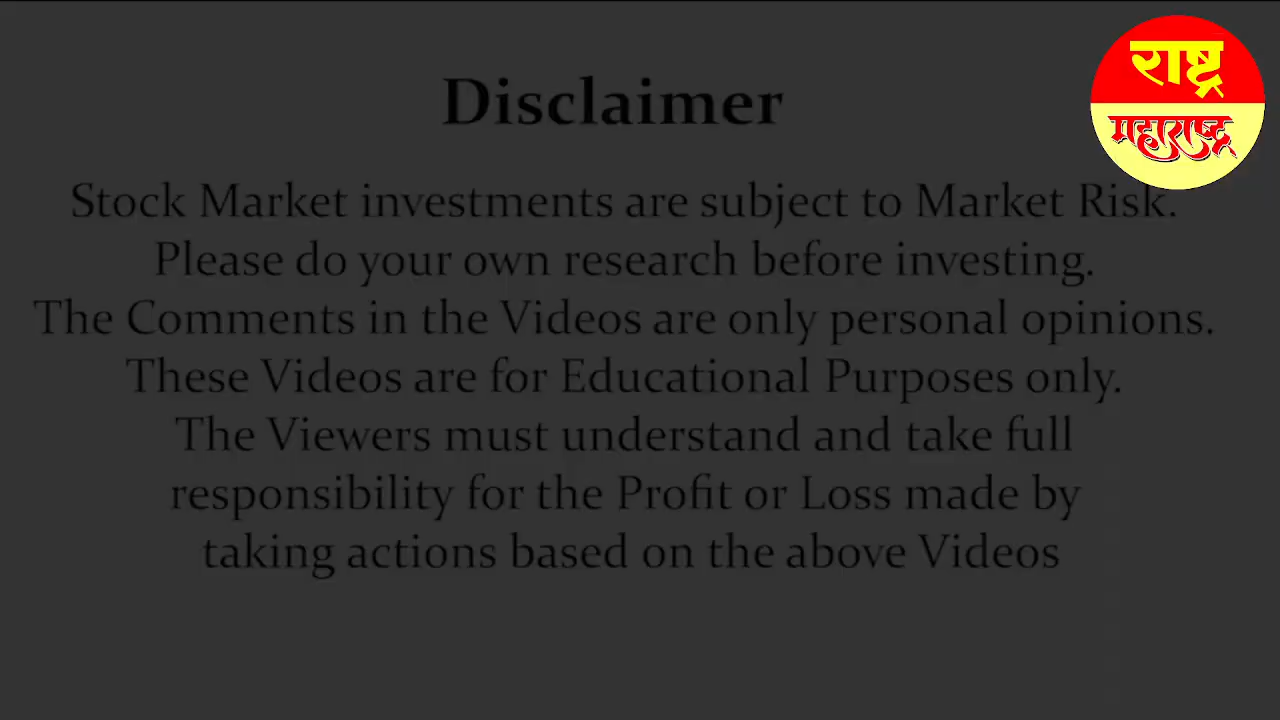 Disclaimer
राष्ट्र
महाराष्ट्र
Stock Market investments are subject to Market Risk.
Please do your own research before investing.
The Comments in the Videos are only personal opinions.
These Videos are for Educational Purposes only.
The Viewers must understand and take full
responsibility for the Profit or Loss made by
taking actions based on the above Videos